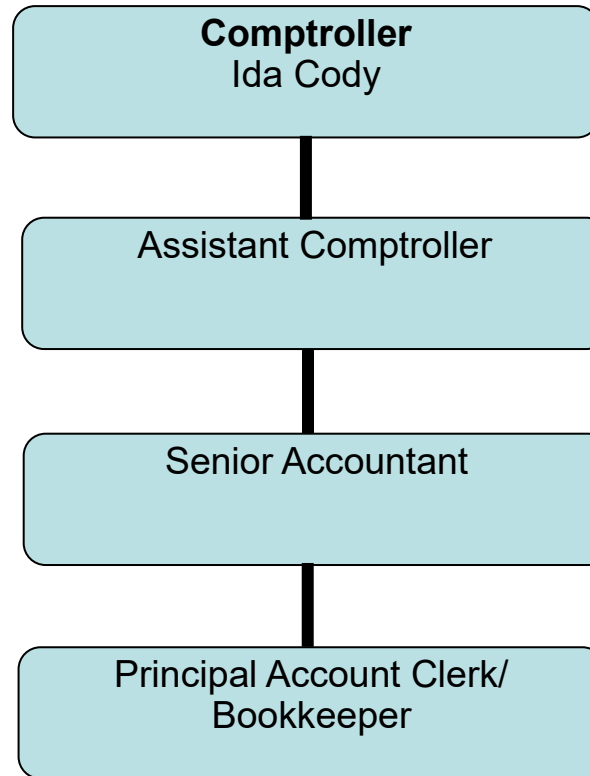 Comptroller
Ida Cody
Assistant Comptroller
Senior Accountant
Principal Account Clerk/
Bookkeeper